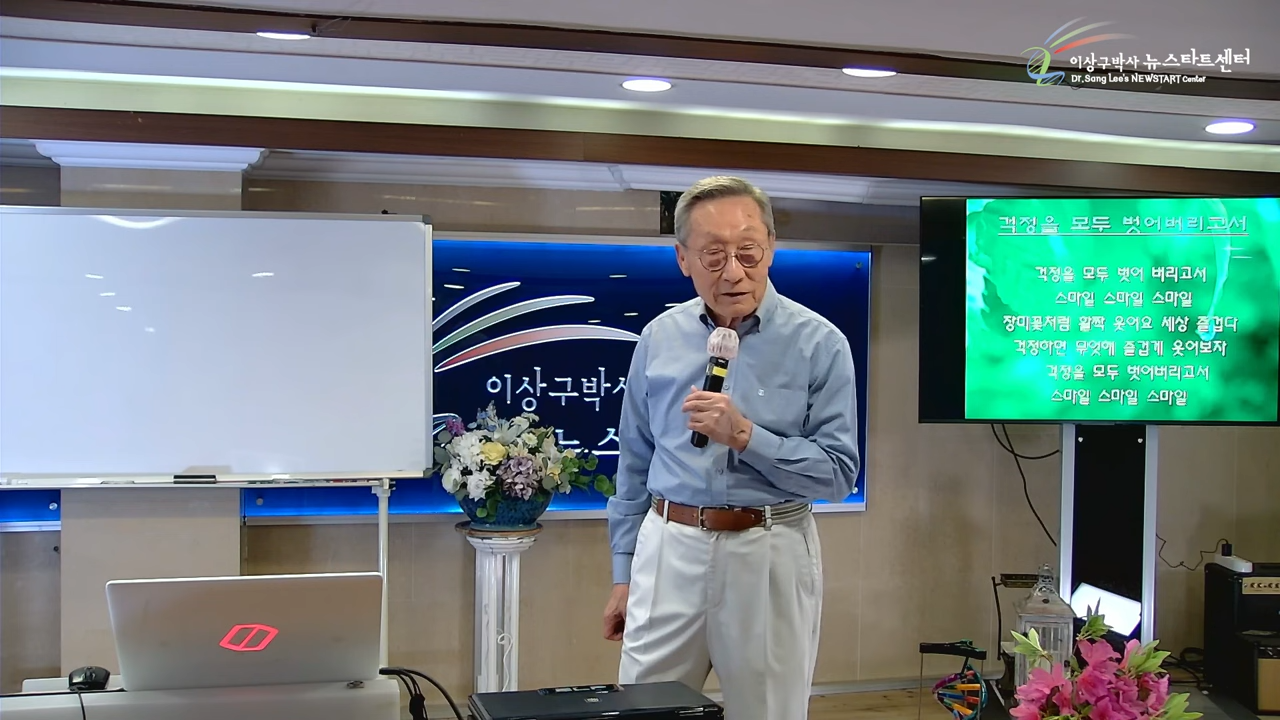 이상구박사 뉴스타트센터
Dr. Sang Lee's NEWSTART Center
걱정을 모두 벗어버리고서
걱정을 모두 벗어 버리고서
스마일 스마일 스마일
장미꽃처럼 활짝 웃어요 세상 즐겁다
걱정하면 무엇해 즐겁게 웃어보자
걱정을 모두 벗어버리고서
스마일 스마일 스마일
이상구박사
뉴스